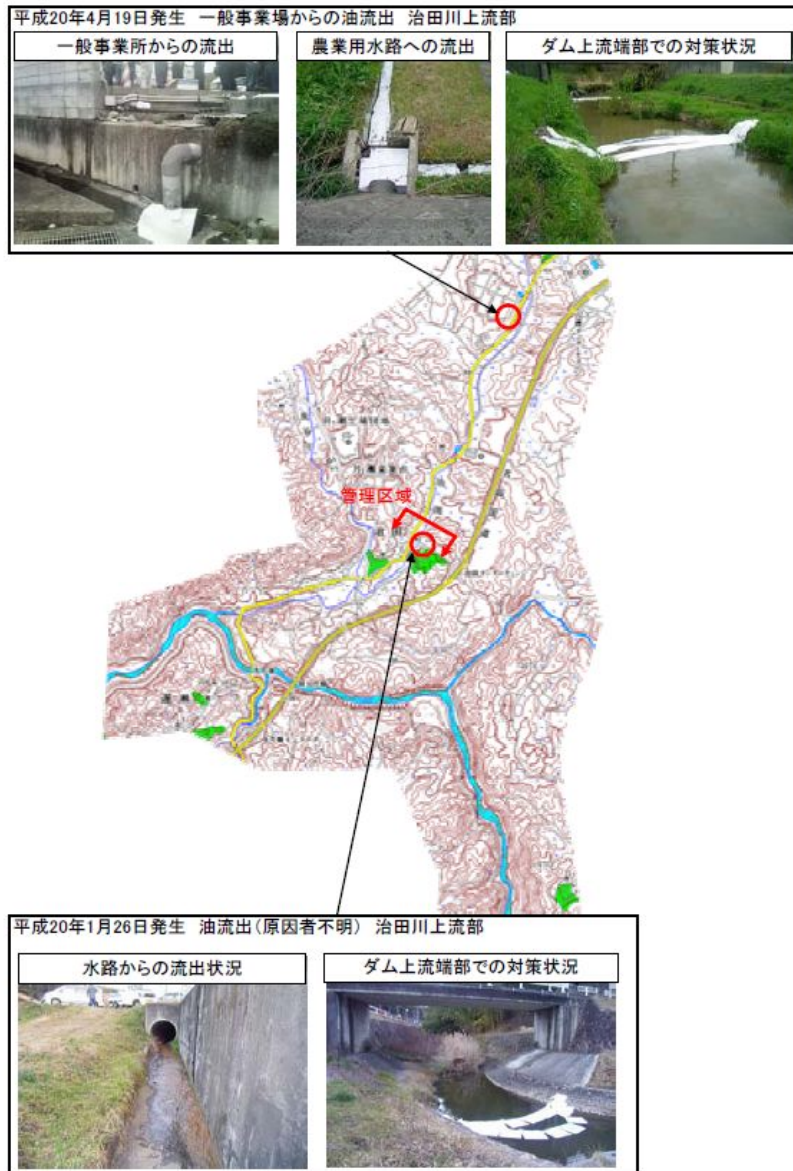 平成20年4月19日発生 一般事業場からの油流出 治田川上流部
一般事業所からの流出
農業用水路への流出
ダム上流端部での対策状況
管理区域
平成20年1月26日発生 油流出(原因者不明) 治田川上流部
水路からの流出状況
ダム上流端部での対策状況